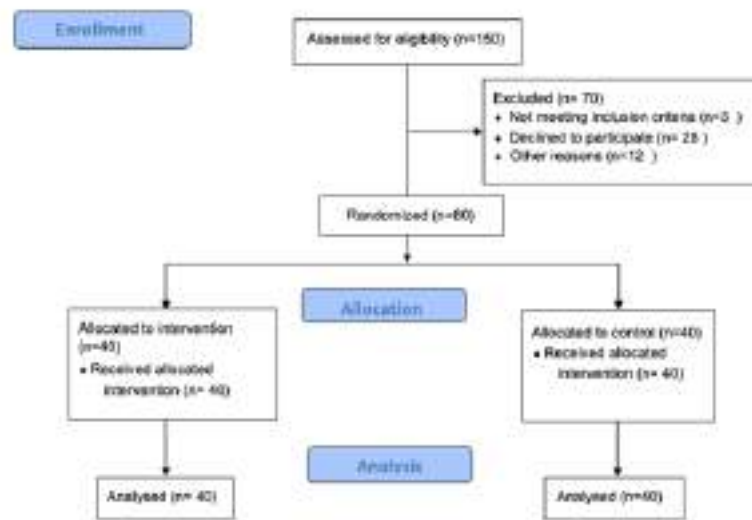 Enrollment
Assessed for eligibility (n=150)
Excluded (n= 70)
Not meeting inclusion criteria (n=
Declined to participate (n= 28 )
Other reasons (n=12 )
Randomized (n=80)
Allocation
Allocated to intervention
(n=40)
Received allocated
intervention (n= 40)
Allocated to control (n=40)
Received allocated
intervention (n= 40)
Analysis
Analysed (n= 40)
Analysed (n=40)